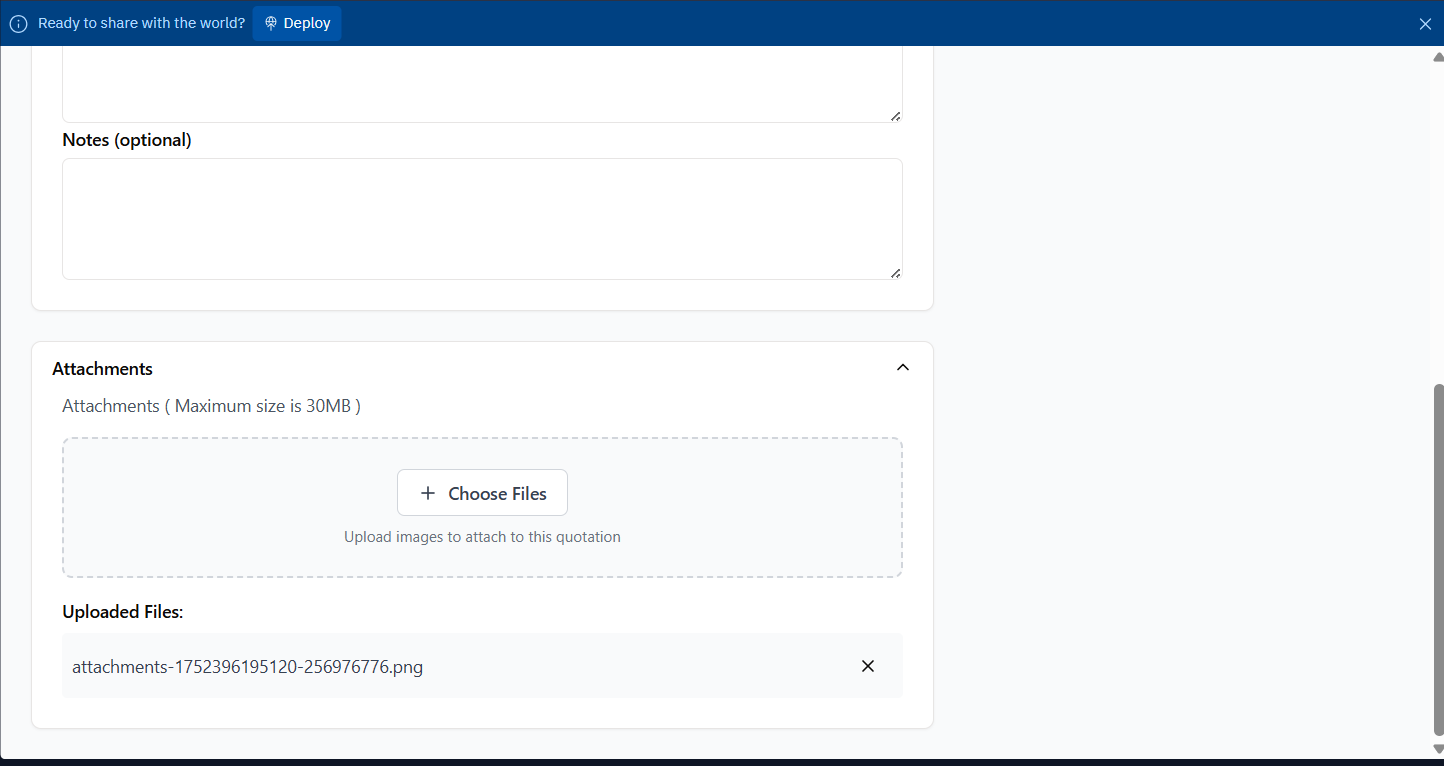 Ready to share with the world? Deploy
Notes (optional)
Attachments
Attachments ( Maximum size is 30MB )
+ Choose Files
Upload images to attach to this quotation
Uploaded Files:
attachments-1752396195120-256976776.png